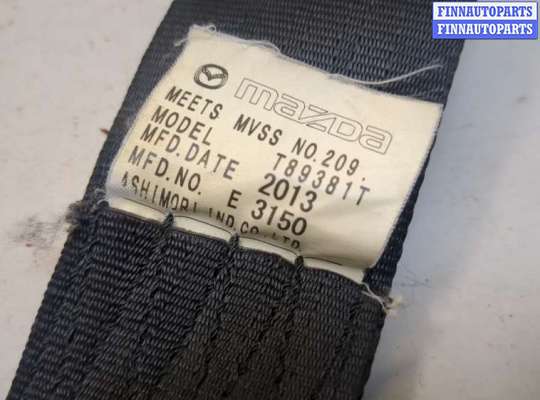 FINNAUTOPARTS
FINNAUTOPARTS
mazda
MEETS MVSS NO.209.
MODEL T89381T
MFD.DATE 2013
MFD.NO. E 3150
ASHIMORI IND.CO.,LTD.